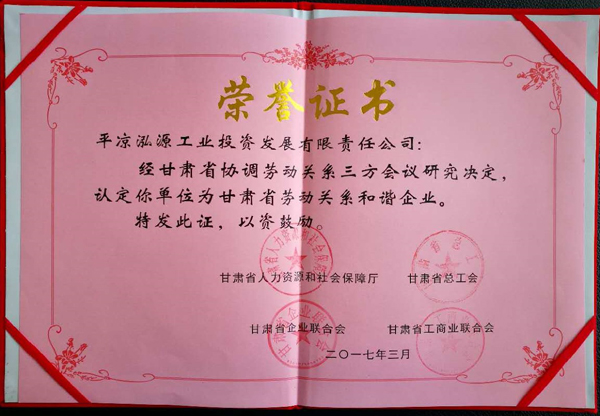 荣誉证书
平凉泓源工业投资发展有限责任公司：
经甘肃省协调劳动关系三方会议研究决定，
认定你单位为甘肃省劳动关系和谐企业。
特发此证，以资鼓励。
甘肃省人力资源和社会保障厅 甘肃省总工会
甘肃省企业联合会 甘肃省工商业联合会
二〇一七年三月